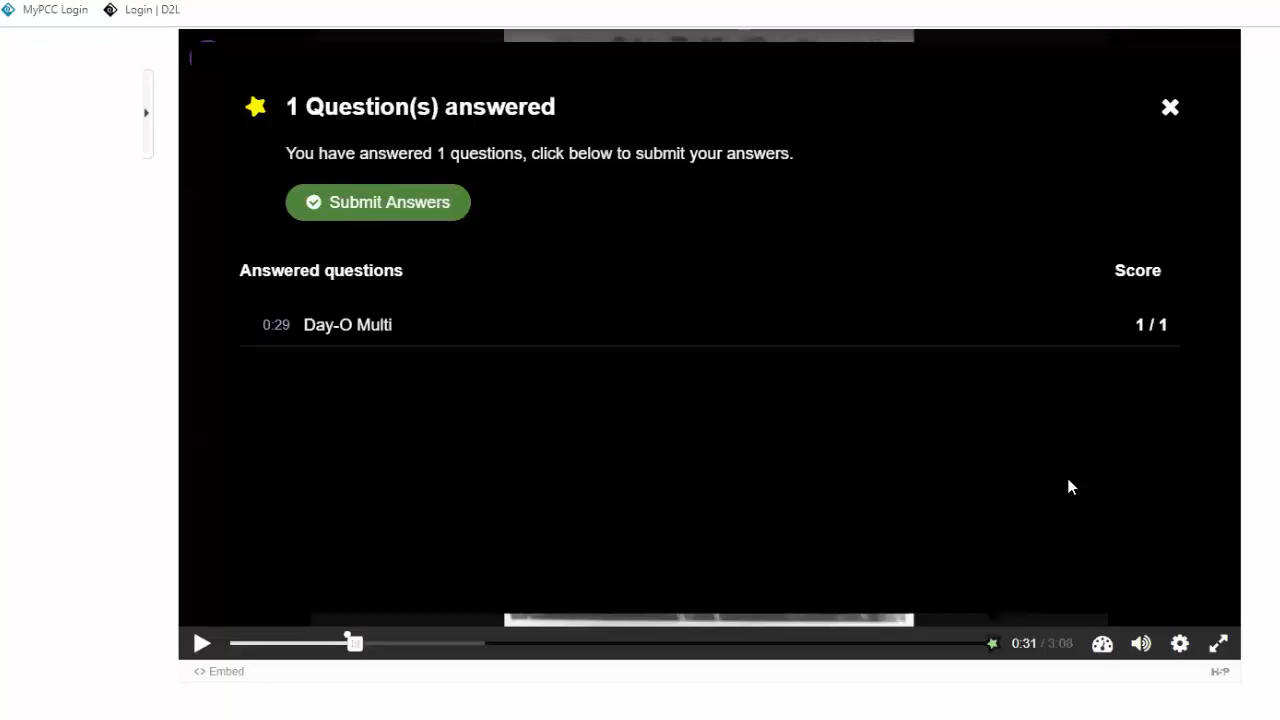 MyPCC Login Login | D2L
1 Question(s) answered
You have answered 1 questions, click below to submit your answers.
Submit Answers
Answered questions Score
0:29 Day-O Multi 1 / 1
0:31 / 3:08
<> Embed H-P